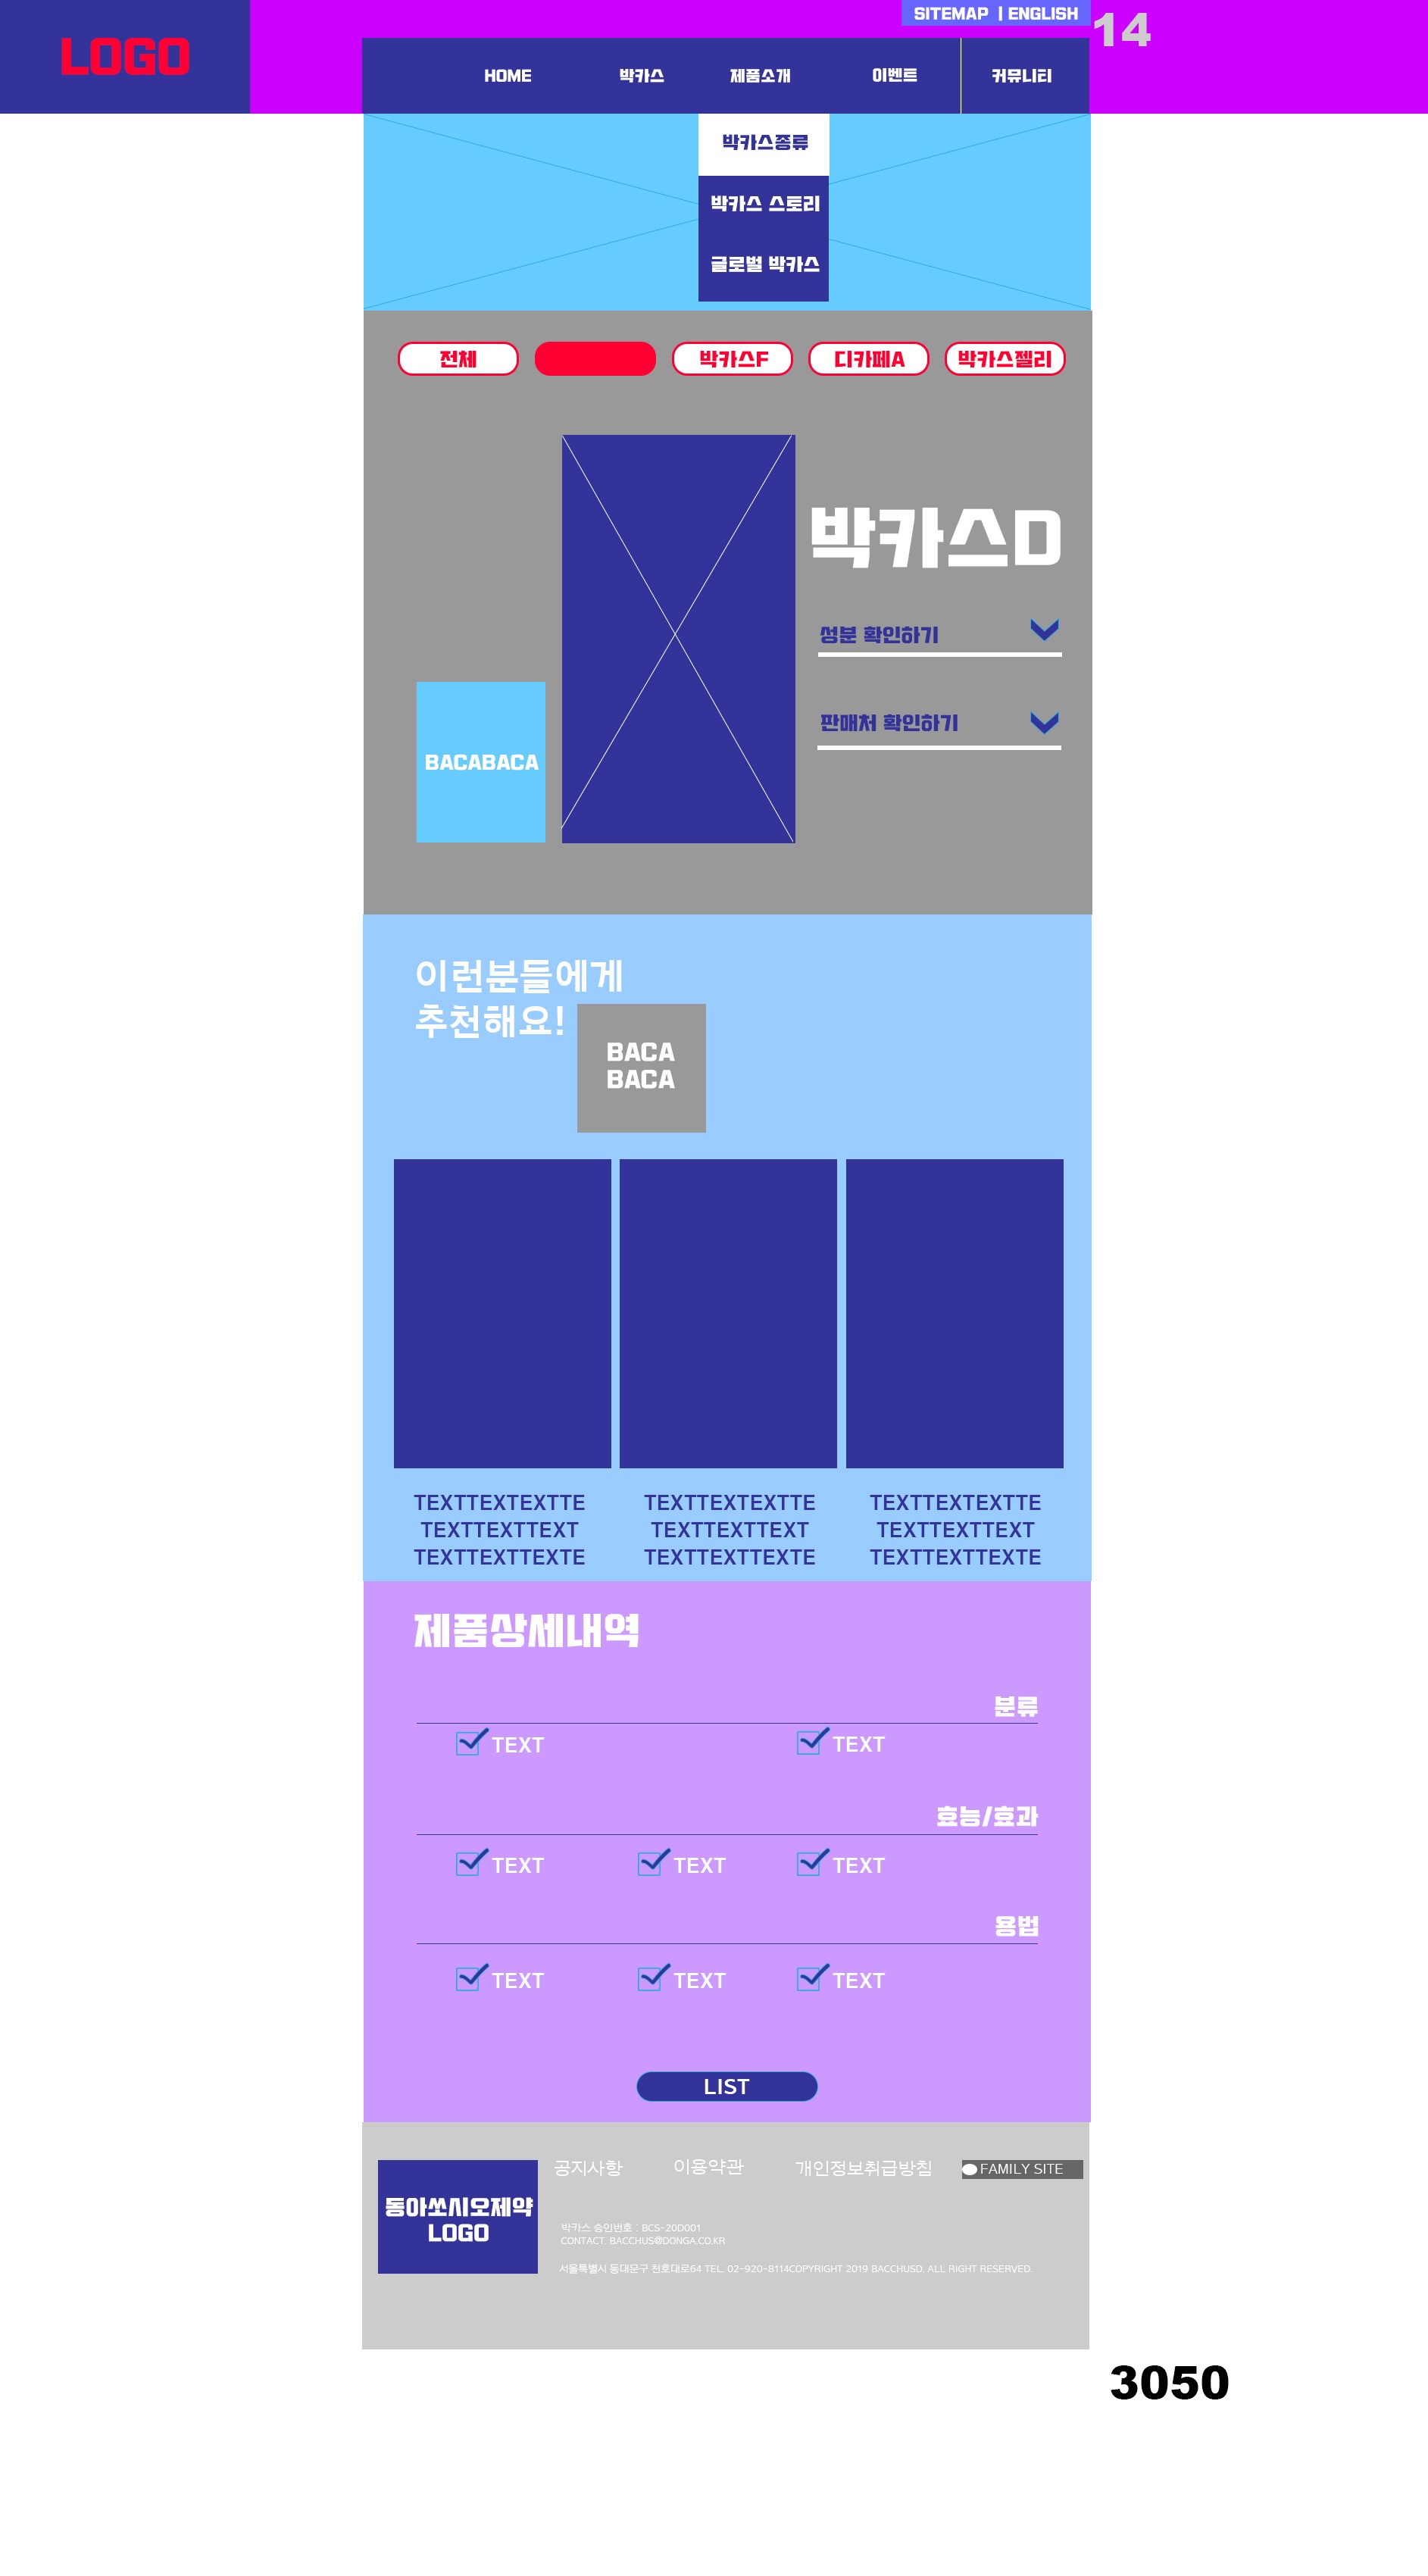 SITEMAP | ENGLISH
14
LOGO
HOME 박카스 제품소개 이벤트 커뮤니티
박카스종류
박카스 스토리
글로벌 박카스
전체 박카스F 디카페A 박카스젤리
박카스D
성분 확인하기
판매처 확인하기
BACABACA
이런분들에게
추천해요!
BACA
BACA
TEXTTEXTEXTTE TEXTTEXTEXTTE TEXTTEXTEXTTE
TEXTTEXTTEXT TEXTTEXTTEXT TEXTTEXTTEXT
TEXTTEXTTEXTE TEXTTEXTTEXTE TEXTTEXTTEXTE
제품상세내역
분류
TEXT TEXT
효능/효과
TEXT TEXT TEXT
용법
TEXT TEXT TEXT
LIST
공지사항 이용약관 개인정보취급방침 FAMILY SITE
동아쏘시오제약
LOGO
박카스 승인번호 : BCS-20D001
CONTACT: BACCHUS@DONGA.CO.KR
서울특별시 동대문구 천호대로64 TEL. 02-920-8114COPYRIGHT 2019 BACCHUSD. ALL RIGHT RESERVED.
3050